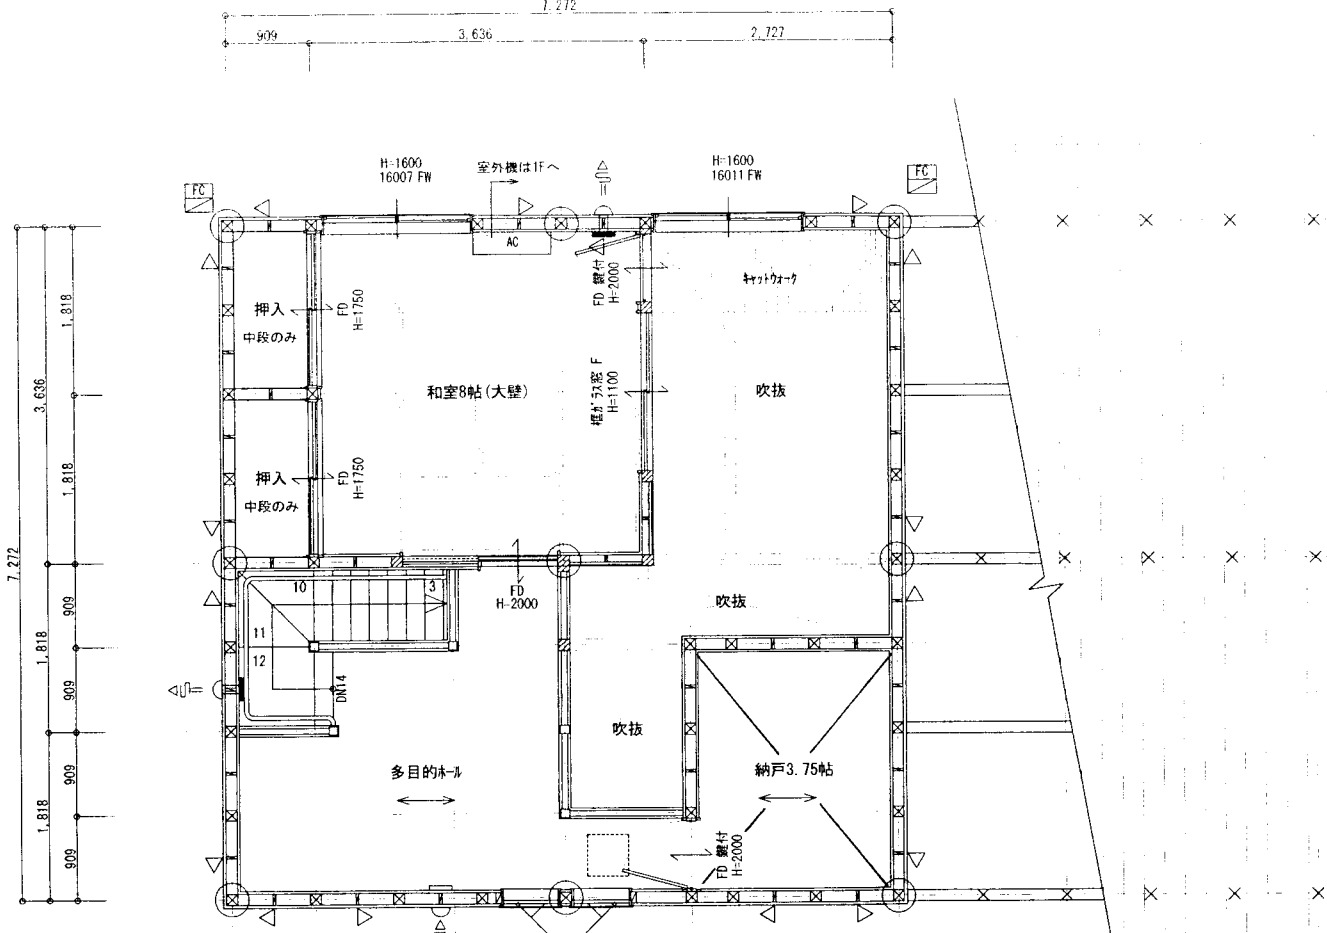 7,272
909
3,636
2,727
H=1600
16007 FW
室外機は1Fへ
H=1600
16011 FW
FC
FC
AC
キャットウォーク
FD 鍵付
H=2000
押入
中段のみ
FD
H=1750
1,818
3,636
和室8帖(大壁)
框ガラス窓 F
H=1100
吹抜
押入
中段のみ
FD
H=1750
1,818
7,272
10
3
FD
H=2000
吹抜
909
11
12
1,818
DN14
909
吹抜
多目的ホール
納戸3.75帖
909
1,818
FD 鍵付
H=2000
909